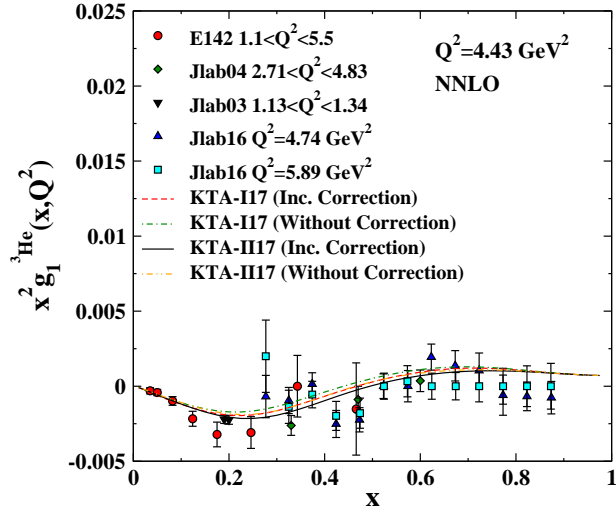 0.025
0.02
0.015
0.01
0.005
0
-0.005
x²g₁³ᴴᵉ(x,Q²)
E142 1.1<Q²<5.5
Jlab04 2.71<Q²<4.83
Jlab03 1.13<Q²<1.34
Jlab16 Q²=4.74 GeV²
Jlab16 Q²=5.89 GeV²
KTA-I17 (Inc. Correction)
KTA-I17 (Without Correction)
KTA-II17 (Inc. Correction)
KTA-II17 (Without Correction)
Q²=4.43 GeV²
NNLO
0 0.2 0.4 0.6 0.8 1
x